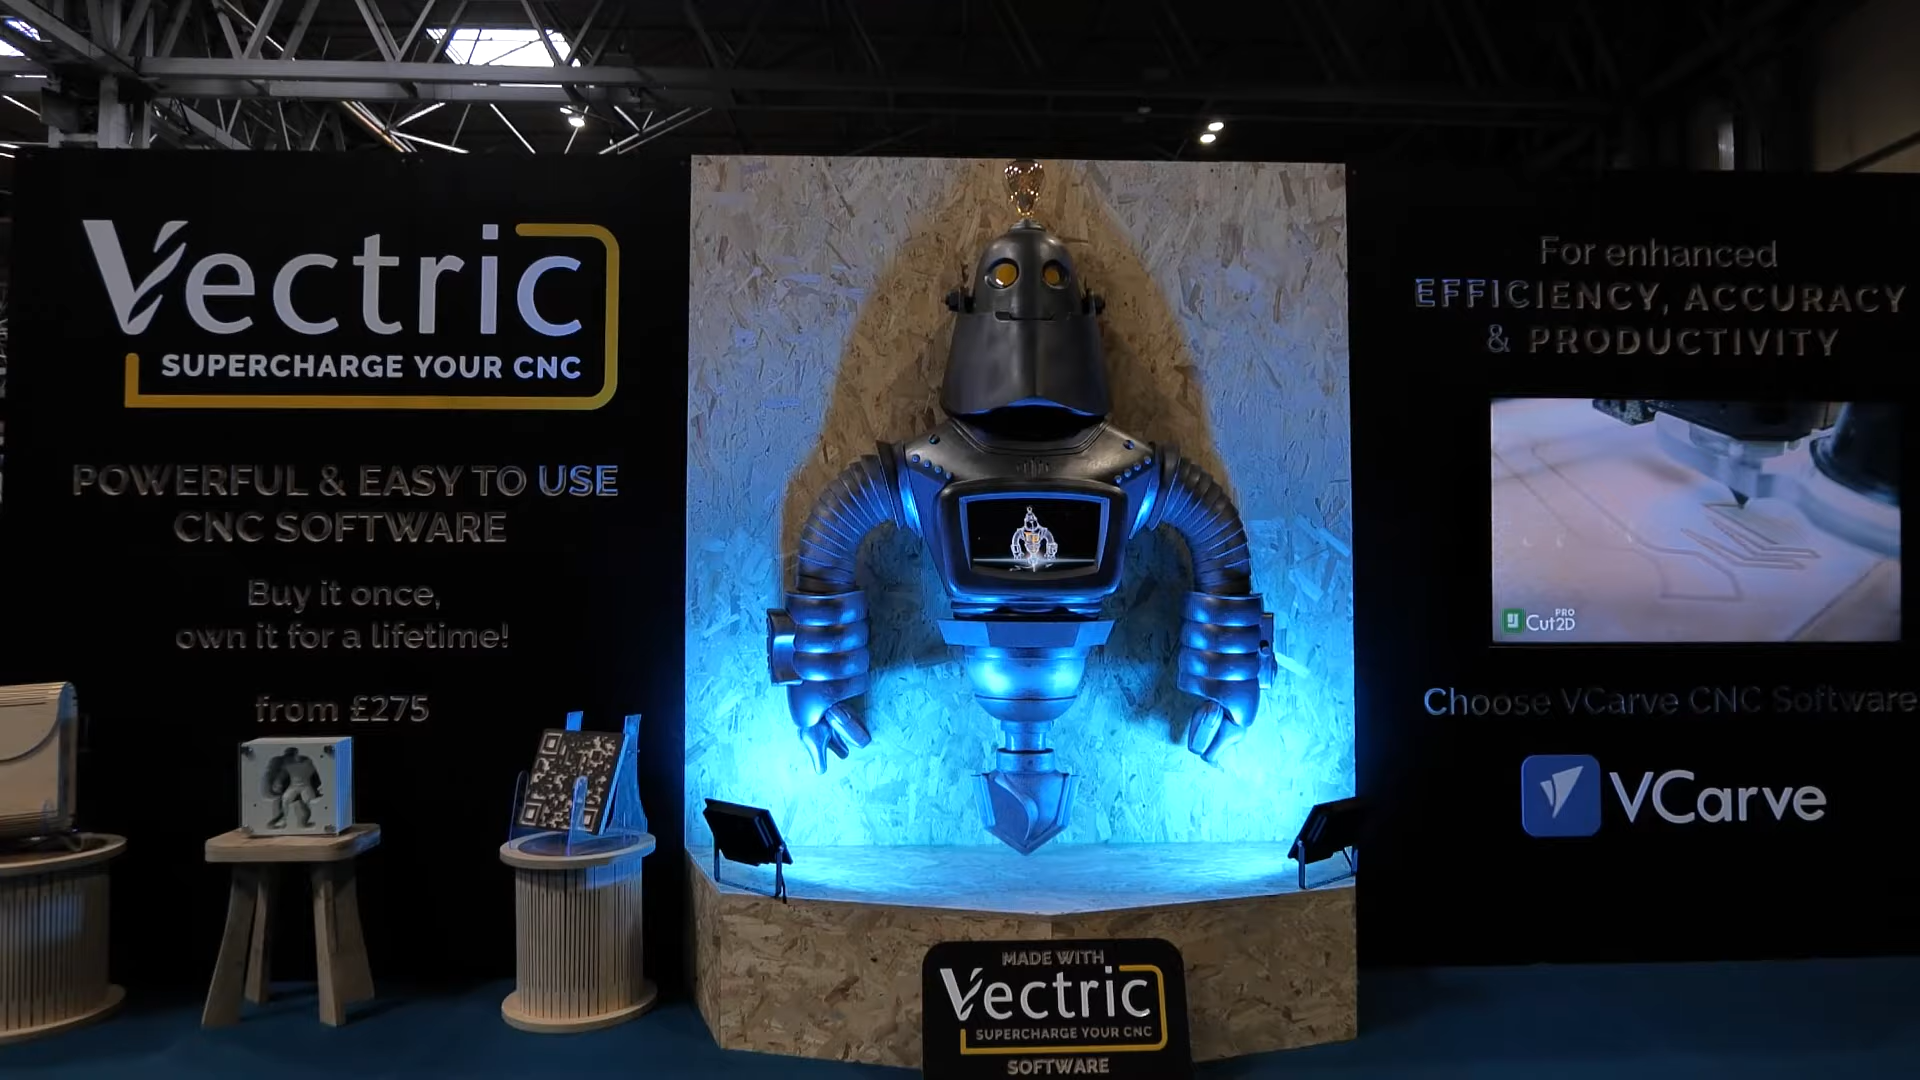 Vectric
SUPERCHARGE YOUR CNC
POWERFUL & EASY TO USE
CNC SOFTWARE
Buy it once,
own it for a lifetime!
from £275
MADE WITH
Vectric
SUPERCHARGE YOUR CNC
SOFTWARE
For enhanced
EFFICIENCY, ACCURACY
& PRODUCTIVITY
PRO
Cut2D
Choose VCarve CNC Software
VCarve